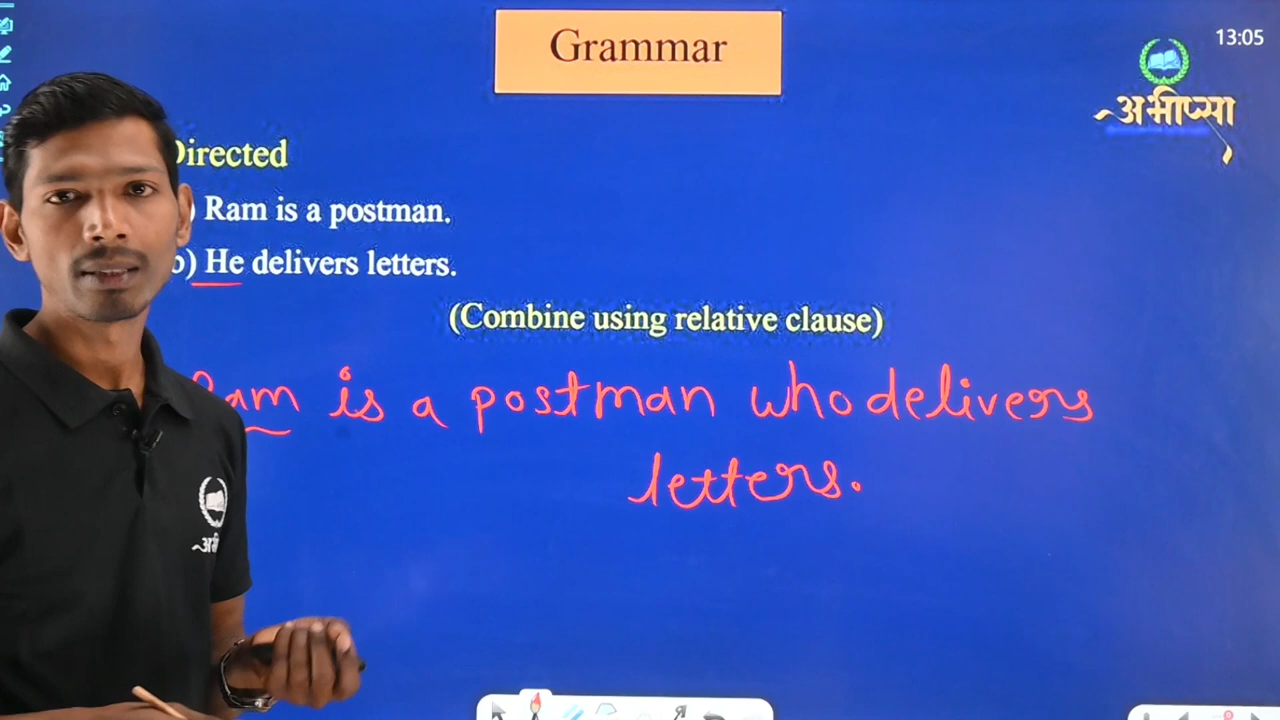 Grammar
13:05
अभीप्सा
Directed
) Ram is a postman.
b) He delivers letters.
(Combine using relative clause)
Ram is a postman who delivers
letters.